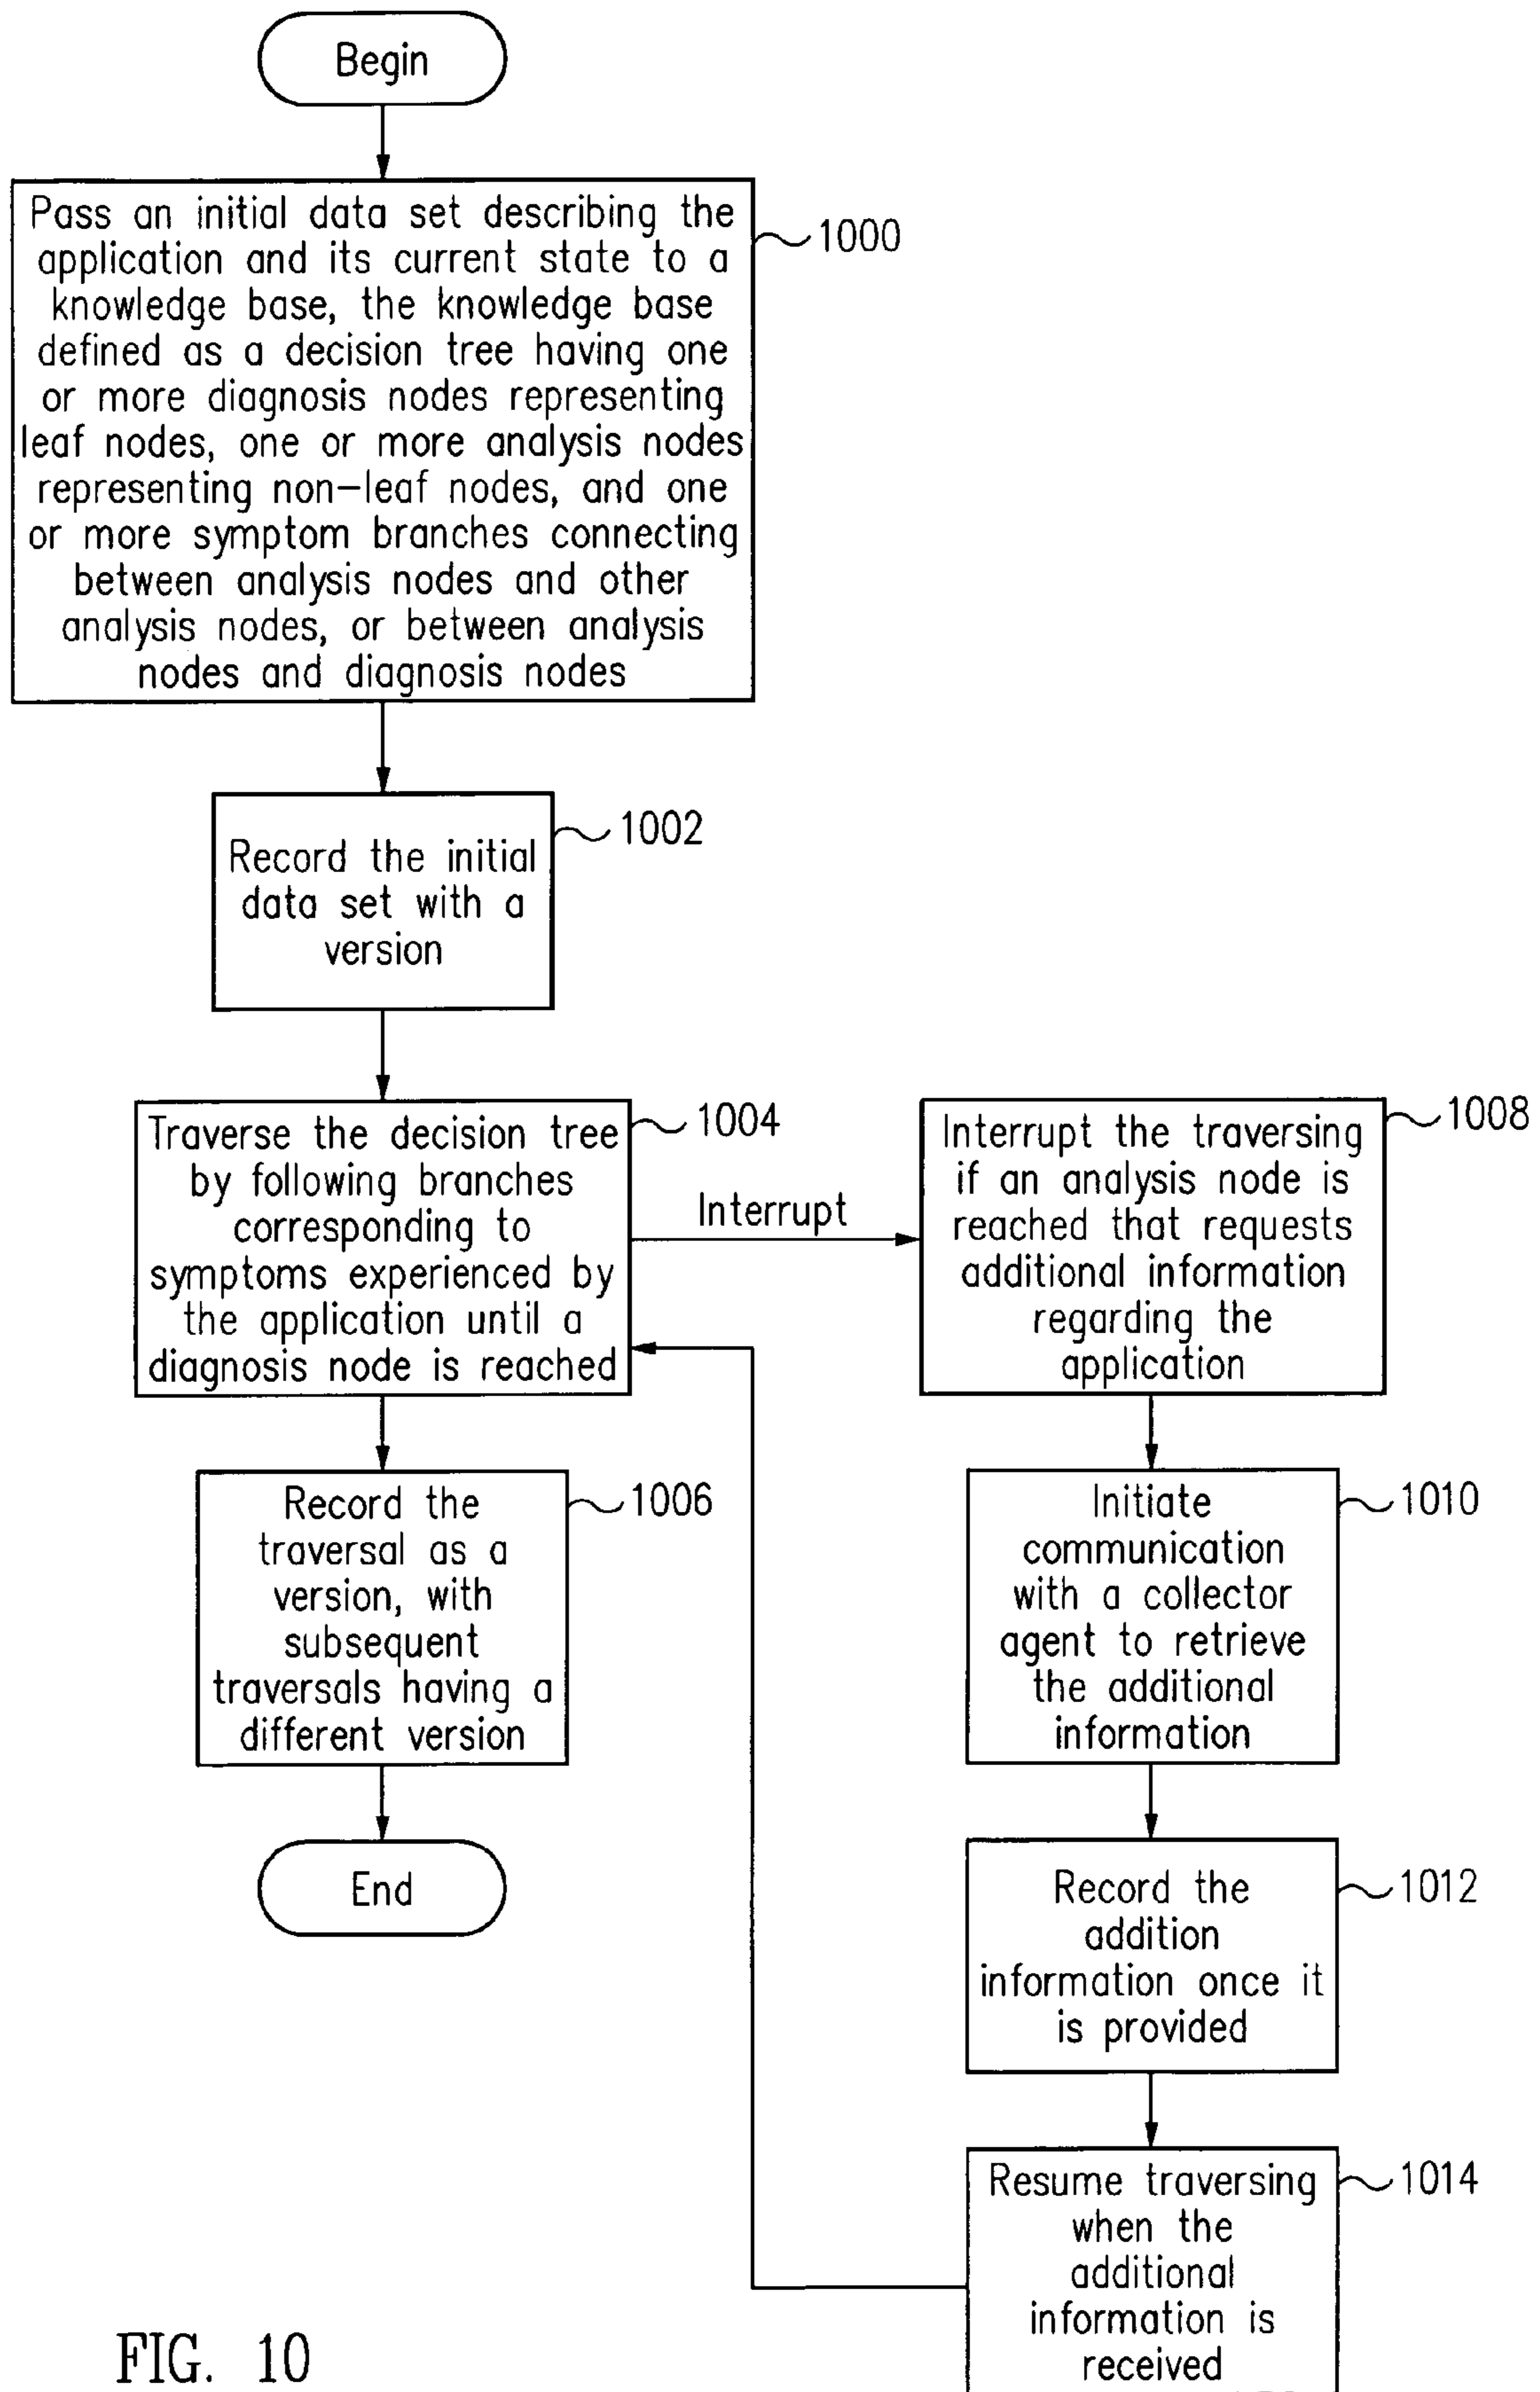 Begin
Pass an initial data set describing the
application and its current state to a
knowledge base, the knowledge base
defined as a decision tree having one
or more diagnosis nodes representing
leaf nodes, one or more analysis nodes
representing non-leaf nodes, and one
or more symptom branches connecting
between analysis nodes and other
analysis nodes, or between analysis
nodes and diagnosis nodes
1000
Record the initial
data set with a
version
1002
Traverse the decision tree
by following branches
corresponding to
symptoms experienced by
the application until a
diagnosis node is reached
1004
Interrupt
Interrupt the traversing
if an analysis node is
reached that requests
additional information
regarding the
application
1008
Record the
traversal as a
version, with
subsequent
traversals having a
different version
1006
Initiate
communication
with a collector
agent to retrieve
the additional
information
1010
End
Record the
addition
information once it
is provided
1012
Resume traversing
when the
additional
information is
received
1014
FIG. 10